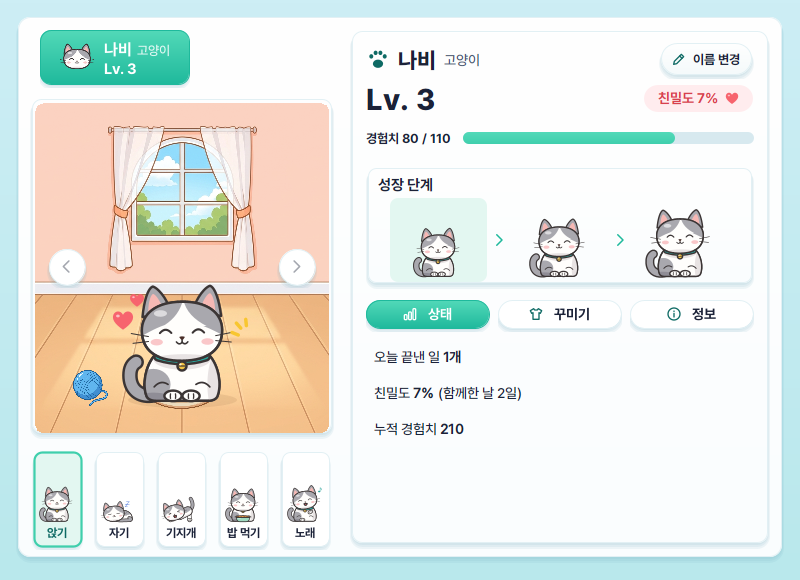 나비 고양이
Lv. 3
나비 고양이
이름 변경
Lv. 3
친밀도 7%
경험치 80 / 110
성장 단계
상태
꾸미기
정보
오늘 끝낸 일 1개
친밀도 7% (함께한 날 2일)
누적 경험치 210
앉기
자기
기지개
밥 먹기
노래